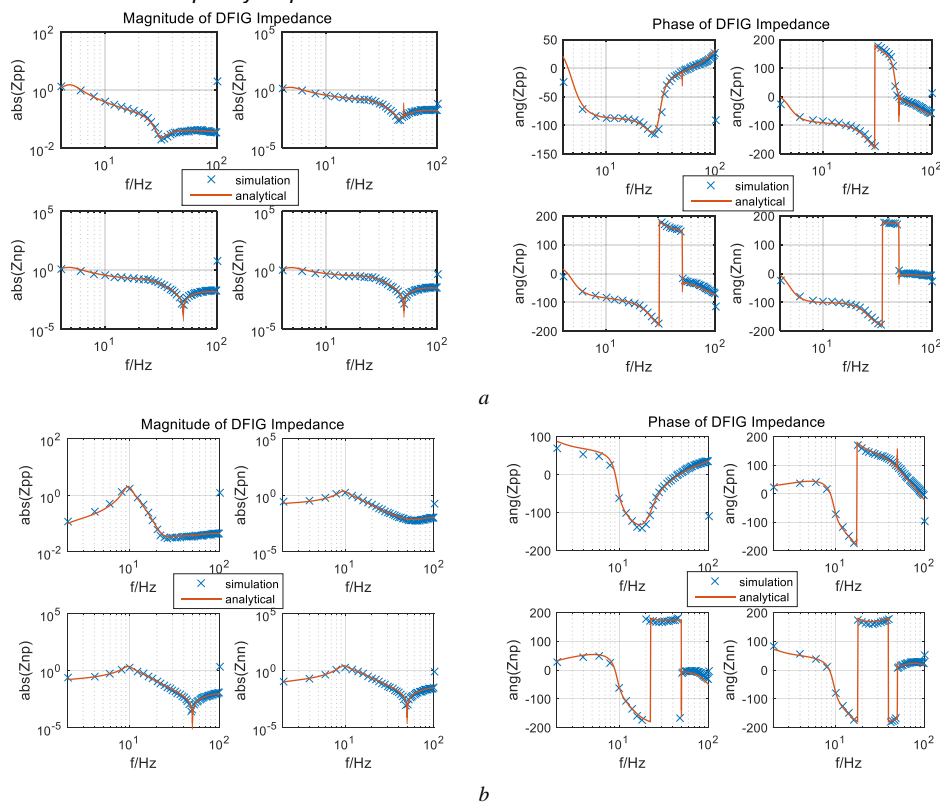 Magnitude of DFIG Impedance
Phase of DFIG Impedance
10^2
10^0
10^-2
abs(Zpp)
10^1
10^2
f/Hz
10^5
10^0
10^-5
abs(Zpn)
10^1
10^2
f/Hz
50
0
-50
-100
-150
ang(Zpp)
10^1
10^2
f/Hz
200
100
0
-100
-200
ang(Zpn)
10^1
10^2
f/Hz
simulation
analytical
simulation
analytical
10^5
10^0
10^-5
abs(Znp)
10^1
10^2
f/Hz
10^5
10^0
10^-5
abs(Znn)
10^1
10^2
f/Hz
200
100
0
-100
-200
ang(Znp)
10^1
10^2
f/Hz
200
100
0
-100
-200
ang(Znn)
10^1
10^2
f/Hz
a
Magnitude of DFIG Impedance
Phase of DFIG Impedance
10^2
10^0
10^-2
abs(Zpp)
10^1
10^2
f/Hz
10^5
10^0
10^-5
abs(Zpn)
10^1
10^2
f/Hz
100
0
-100
-200
ang(Zpp)
10^1
10^2
f/Hz
200
100
0
-100
-200
ang(Zpn)
10^1
10^2
f/Hz
simulation
analytical
simulation
analytical
10^5
10^0
10^-5
abs(Znp)
10^1
10^2
f/Hz
10^5
10^0
10^-5
abs(Znn)
10^1
10^2
f/Hz
200
100
0
-100
-200
ang(Znp)
10^1
10^2
f/Hz
200
100
0
-100
-200
ang(Znn)
10^1
10^2
f/Hz
b